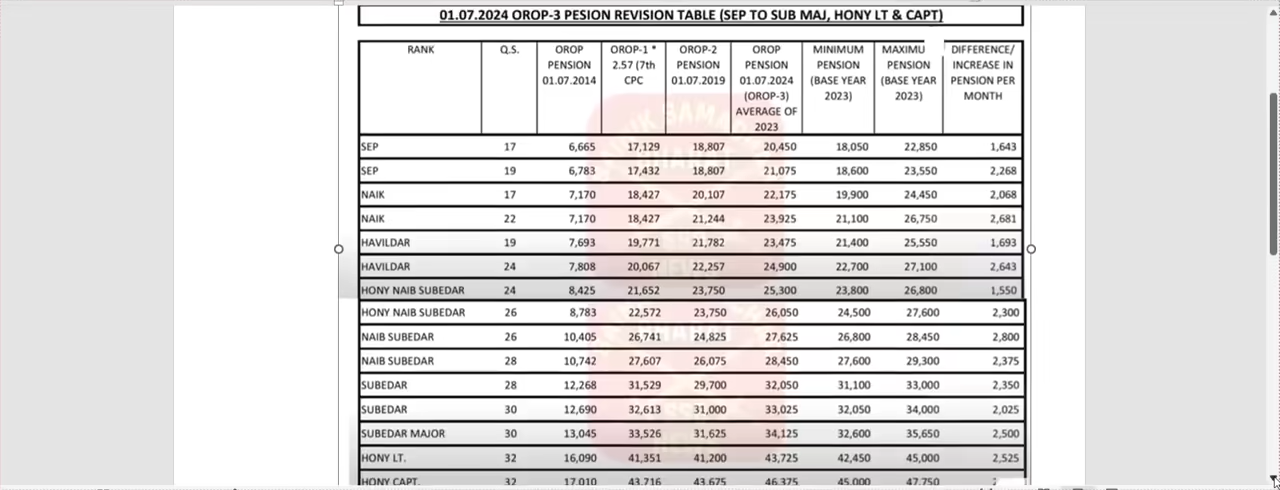 01.07.2024 OROP-3 PESION REVISION TABLE (SEP TO SUB MAJ, HONY LT & CAPT)
RANK Q.S. OROP PENSION 01.07.2014 OROP-1 * 2.57 (7th CPC OROP-2 PENSION 01.07.2019 OROP PENSION 01.07.2024 (OROP-3) AVERAGE OF 2023 MINIMUM PENSION (BASE YEAR 2023) MAXIMU PENSION (BASE YEAR 2023) DIFFERENCE/ INCREASE IN PENSION PER MONTH
SEP 17 6,665 17,129 18,807 20,450 18,050 22,850 1,643
SEP 19 6,783 17,432 18,807 21,075 18,600 23,550 2,268
NAIK 17 7,170 18,427 20,107 22,175 19,900 24,450 2,068
NAIK 22 7,170 18,427 21,244 23,925 21,100 26,750 2,681
HAVILDAR 19 7,693 19,771 21,782 23,475 21,400 25,550 1,693
HAVILDAR 24 7,808 20,067 22,257 24,900 22,700 27,100 2,643
HONY NAIB SUBEDAR 24 8,425 21,652 23,750 25,300 23,800 26,800 1,550
HONY NAIB SUBEDAR 26 8,783 22,572 23,750 26,050 24,500 27,600 2,300
NAIB SUBEDAR 26 10,405 26,741 24,825 27,625 26,800 28,450 2,800
NAIB SUBEDAR 28 10,742 27,607 26,075 28,450 27,600 29,300 2,375
SUBEDAR 28 12,268 31,529 29,700 32,050 31,100 33,000 2,350
SUBEDAR 30 12,690 32,613 31,000 33,025 32,050 34,000 2,025
SUBEDAR MAJOR 30 13,045 33,526 31,625 34,125 32,600 35,650 2,500
HONY LT. 32 16,090 41,351 41,200 43,725 42,450 45,000 2,525
HONY CAPT. 32 17,010 43,716 43,675 46,375 45,000 47,750